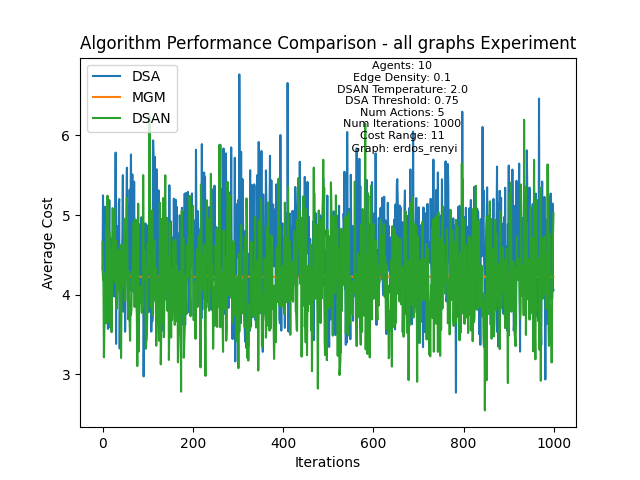 Algorithm Performance Comparison - all graphs Experiment
DSA
MGM
DSAN
Agents: 10
Edge Density: 0.1
DSAN Temperature: 2.0
DSA Threshold: 0.75
Num Actions: 5
Num Iterations: 1000
Cost Range: 11
Graph: erdos_renyi
Average Cost
6
5
4
3
0
200
400
600
800
1000
Iterations